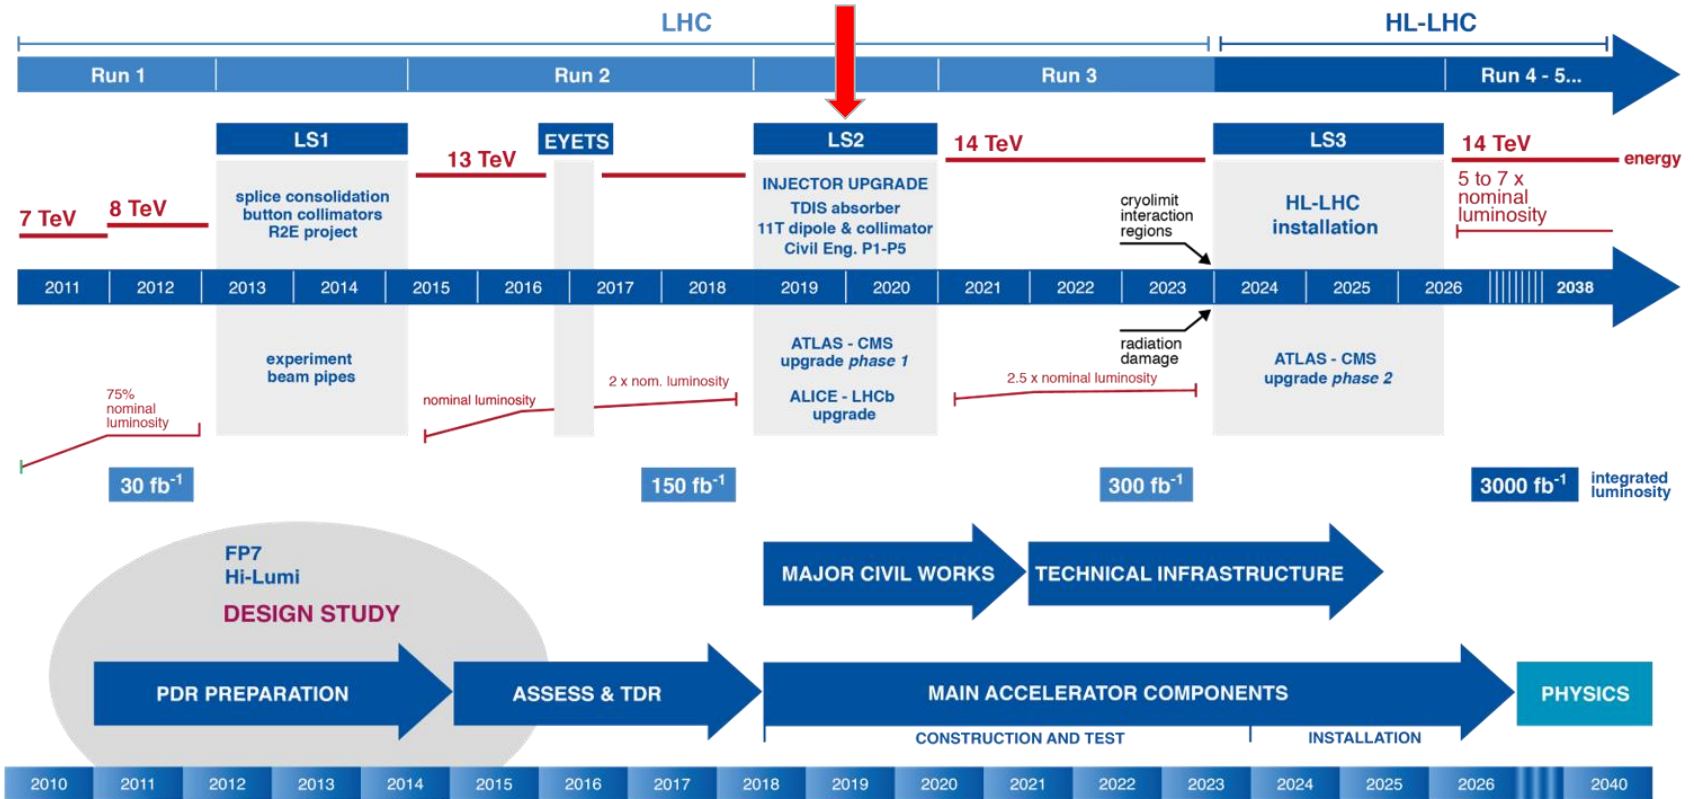 LHC
HL-LHC
Run 1
Run 2
Run 3
Run 4 - 5...
LS1
EYETS
LS2
LS3
7 TeV
8 TeV
13 TeV
14 TeV
14 TeV
energy
splice consolidation
button collimators
R2E project
INJECTOR UPGRADE
TDIS absorber
11T dipole & collimator
Civil Eng. P1-P5
cryolimit
interaction
regions
HL-LHC
installation
5 to 7 x
nominal
luminosity
2011
2012
2013
2014
2015
2016
2017
2018
2019
2020
2021
2022
2023
2024
2025
2026
2038
experiment
beam pipes
ATLAS - CMS
upgrade phase 1
ALICE - LHCb
upgrade
radiation
damage
ATLAS - CMS
upgrade phase 2
75%
nominal
luminosity
nominal luminosity
2 x nom. luminosity
2.5 x nominal luminosity
30 fb⁻¹
150 fb⁻¹
300 fb⁻¹
3000 fb⁻¹
integrated
luminosity
FP7
Hi-Lumi
DESIGN STUDY
MAJOR CIVIL WORKS
TECHNICAL INFRASTRUCTURE
PDR PREPARATION
ASSESS & TDR
MAIN ACCELERATOR COMPONENTS
PHYSICS
CONSTRUCTION AND TEST
INSTALLATION
2010
2011
2012
2013
2014
2015
2016
2017
2018
2019
2020
2021
2022
2023
2024
2025
2026
2040